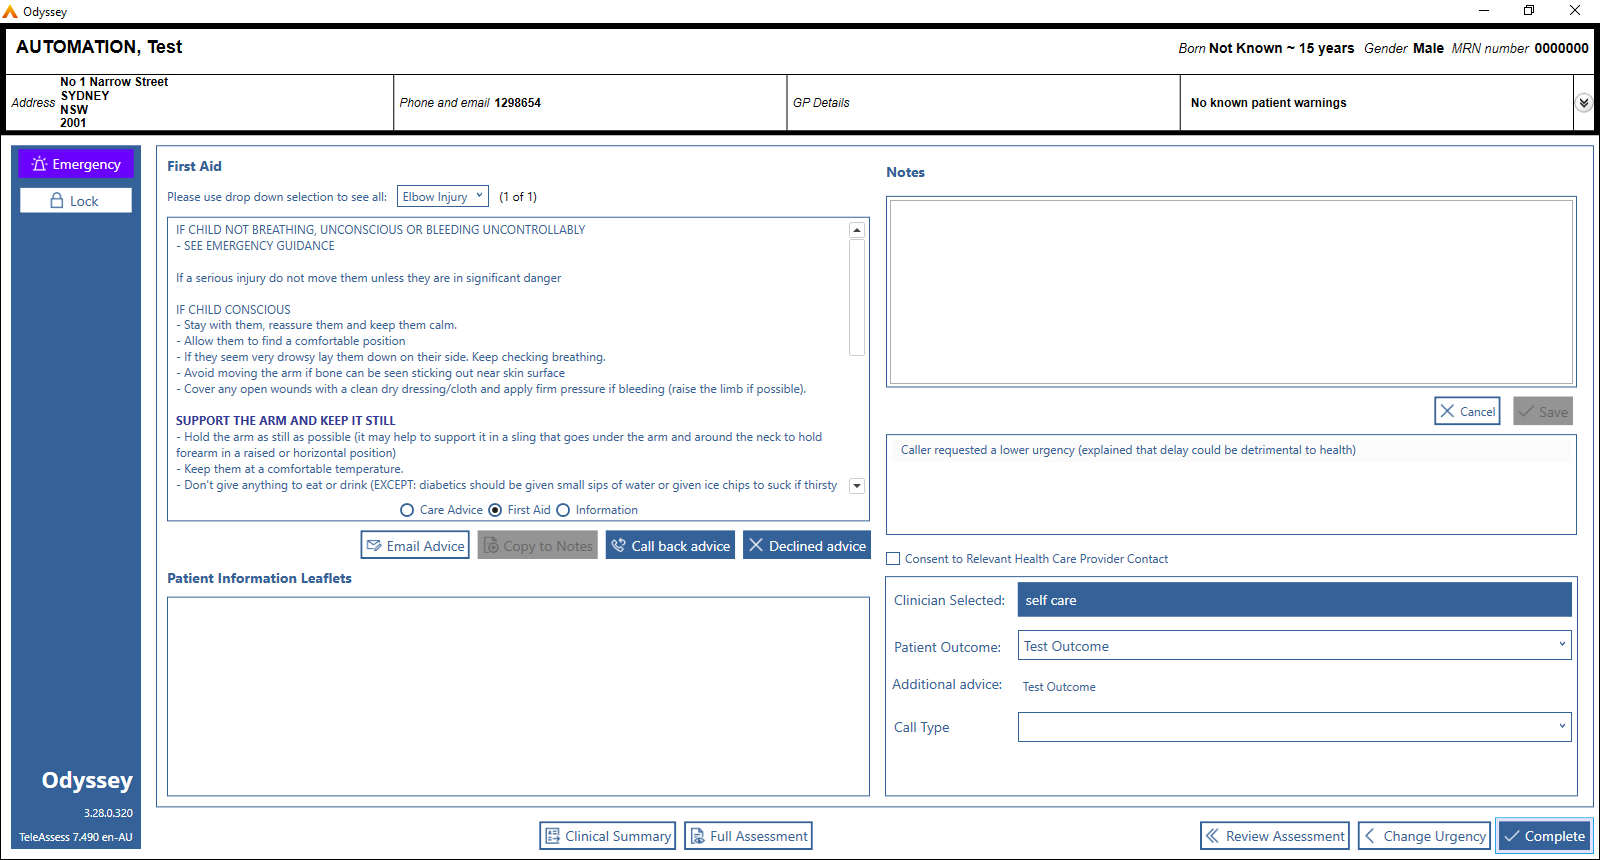 Odyssey
AUTOMATION, Test
Born Not Known ~ 15 years Gender Male MRN number 0000000
Address
No 1 Narrow Street
SYDNEY
NSW
2001
Phone and email 1298654
GP Details
No known patient warnings
Emergency
Lock
First Aid
Please use drop down selection to see all: Elbow Injury (1 of 1)
IF CHILD NOT BREATHING, UNCONSCIOUS OR BLEEDING UNCONTROLLABLY
- SEE EMERGENCY GUIDANCE
If a serious injury do not move them unless they are in significant danger
IF CHILD CONSCIOUS
- Stay with them, reassure them and keep them calm.
- Allow them to find a comfortable position
- If they seem very drowsy lay them down on their side. Keep checking breathing.
- Avoid moving the arm if bone can be seen sticking out near skin surface
- Cover any open wounds with a clean dry dressing/cloth and apply firm pressure if bleeding (raise the limb if possible).
SUPPORT THE ARM AND KEEP IT STILL
- Hold the arm as still as possible (it may help to support it in a sling that goes under the arm and around the neck to hold
forearm in a raised or horizontal position)
- Keep them at a comfortable temperature.
- Don't give anything to eat or drink (EXCEPT: diabetics should be given small sips of water or given ice chips to suck if thirsty
Care Advice First Aid Information
Email Advice Copy to Notes Call back advice Declined advice
Patient Information Leaflets
Notes
Cancel Save
Caller requested a lower urgency (explained that delay could be detrimental to health)
Consent to Relevant Health Care Provider Contact
Clinician Selected: self care
Patient Outcome: Test Outcome
Additional advice: Test Outcome
Call Type
Odyssey
3.28.0.320
TeleAssess 7.490 en-AU
Clinical Summary Full Assessment Review Assessment Change Urgency Complete